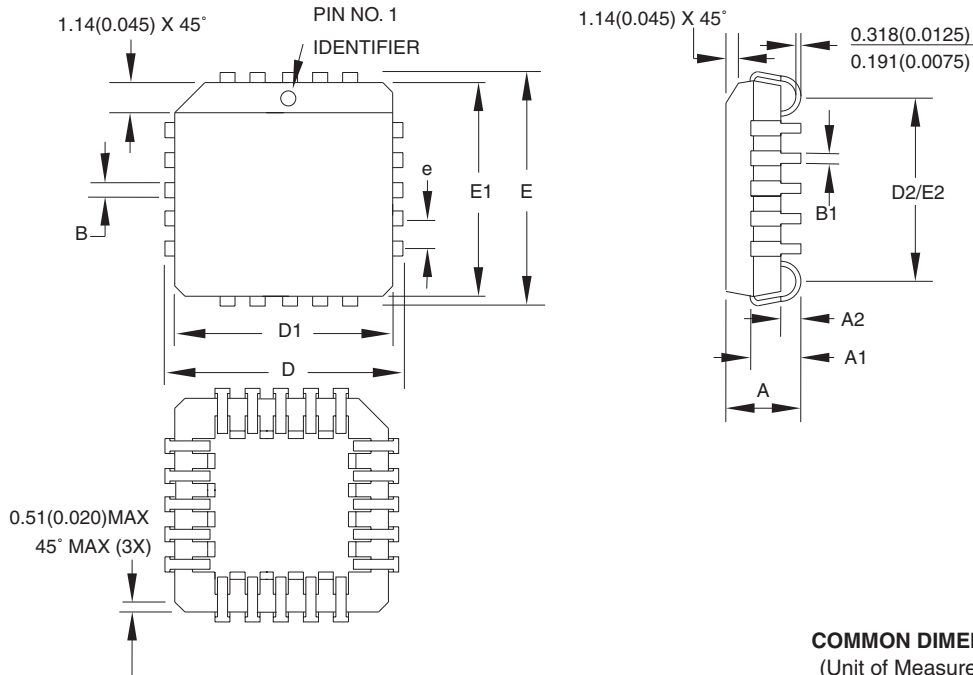 1.14(0.045) X 45˚
PIN NO. 1
IDENTIFIER
1.14(0.045) X 45˚
0.318(0.0125)
0.191(0.0075)
e
E1
E
B
D2/E2
B1
D1
D
A2
A1
A
0.51(0.020)MAX
45˚ MAX (3X)
COMMON
(Unit of